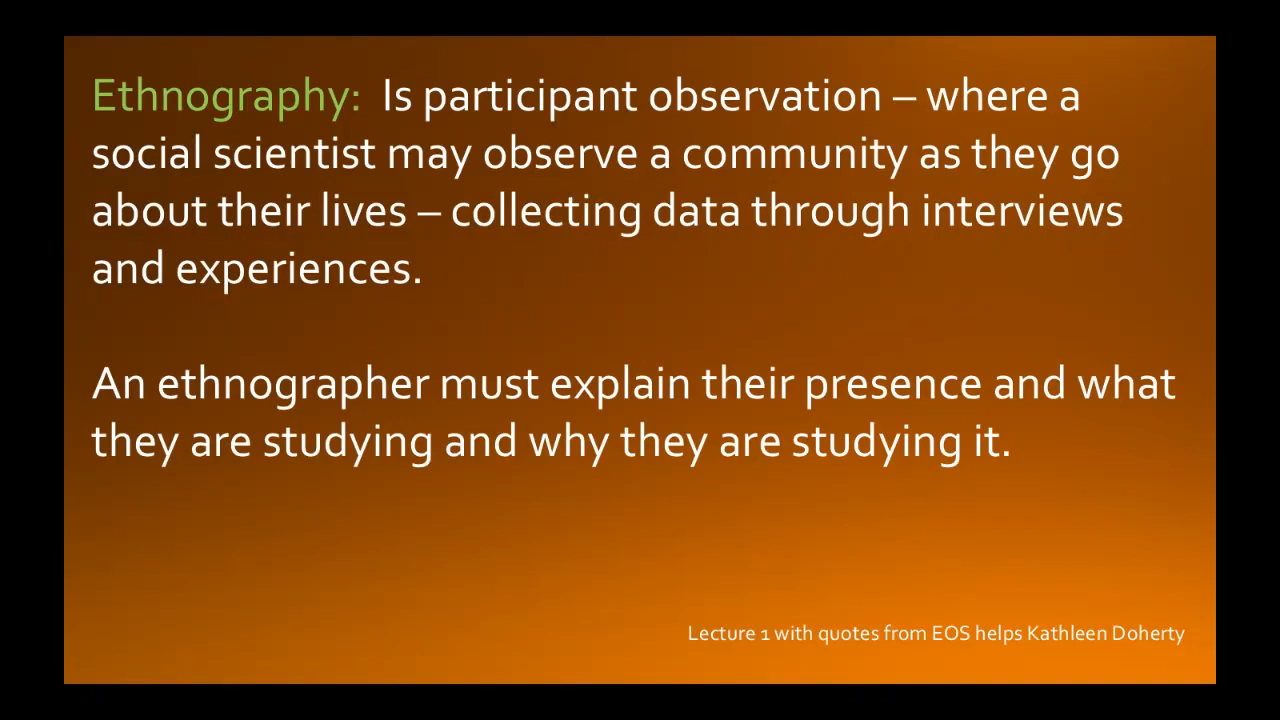 Ethnography: Is participant observation – where a
social scientist may observe a community as they go
about their lives – collecting data through interviews
and experiences.
An ethnographer must explain their presence and what
they are studying and why they are studying it.
Lecture 1 with quotes from EOS helps Kathleen Doherty